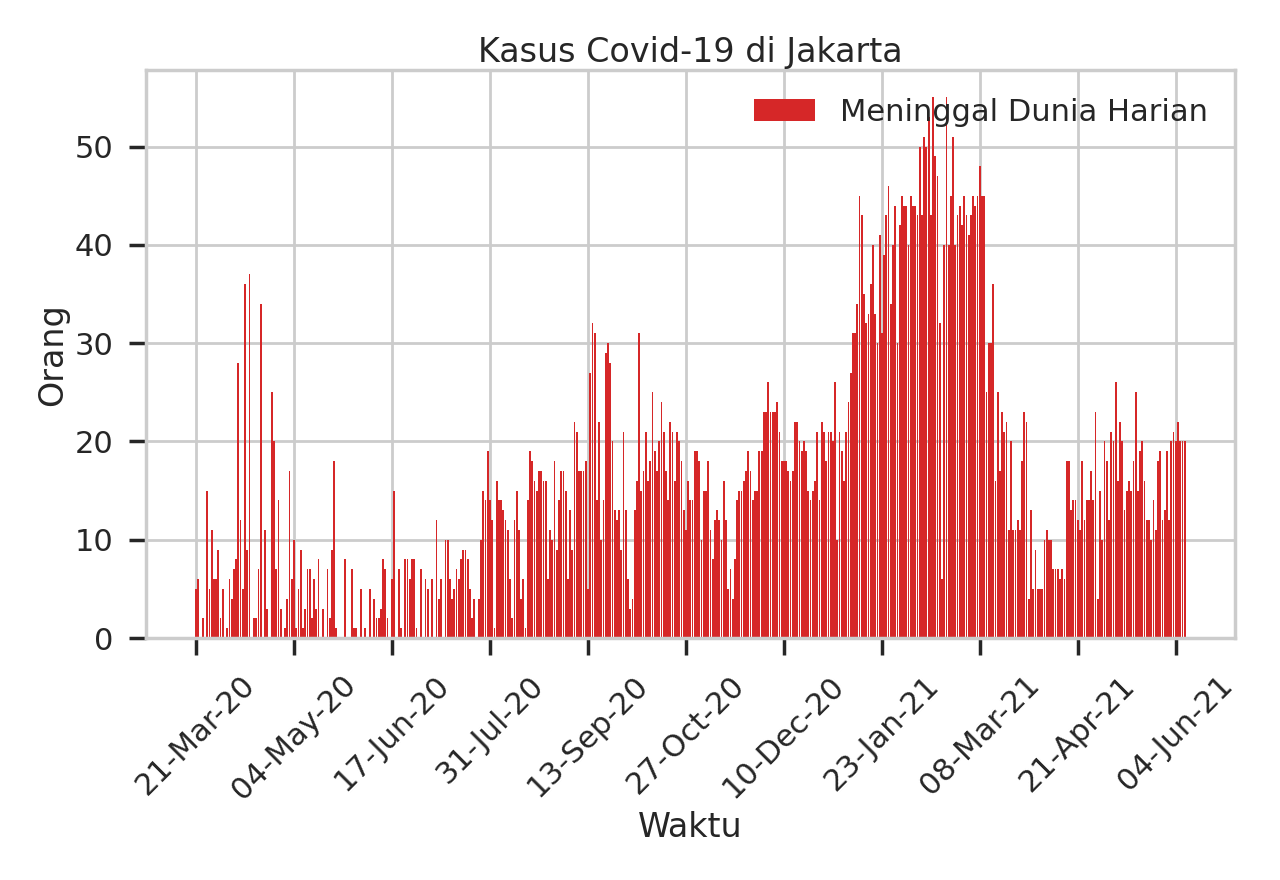 Kasus Covid-19 di Jakarta
Meninggal Dunia Harian
Orang
50
40
30
20
10
0
21-Mar-20
04-May-20
17-Jun-20
31-Jul-20
13-Sep-20
27-Oct-20
10-Dec-20
23-Jan-21
08-Mar-21
21-Apr-21
04-Jun-21
Waktu